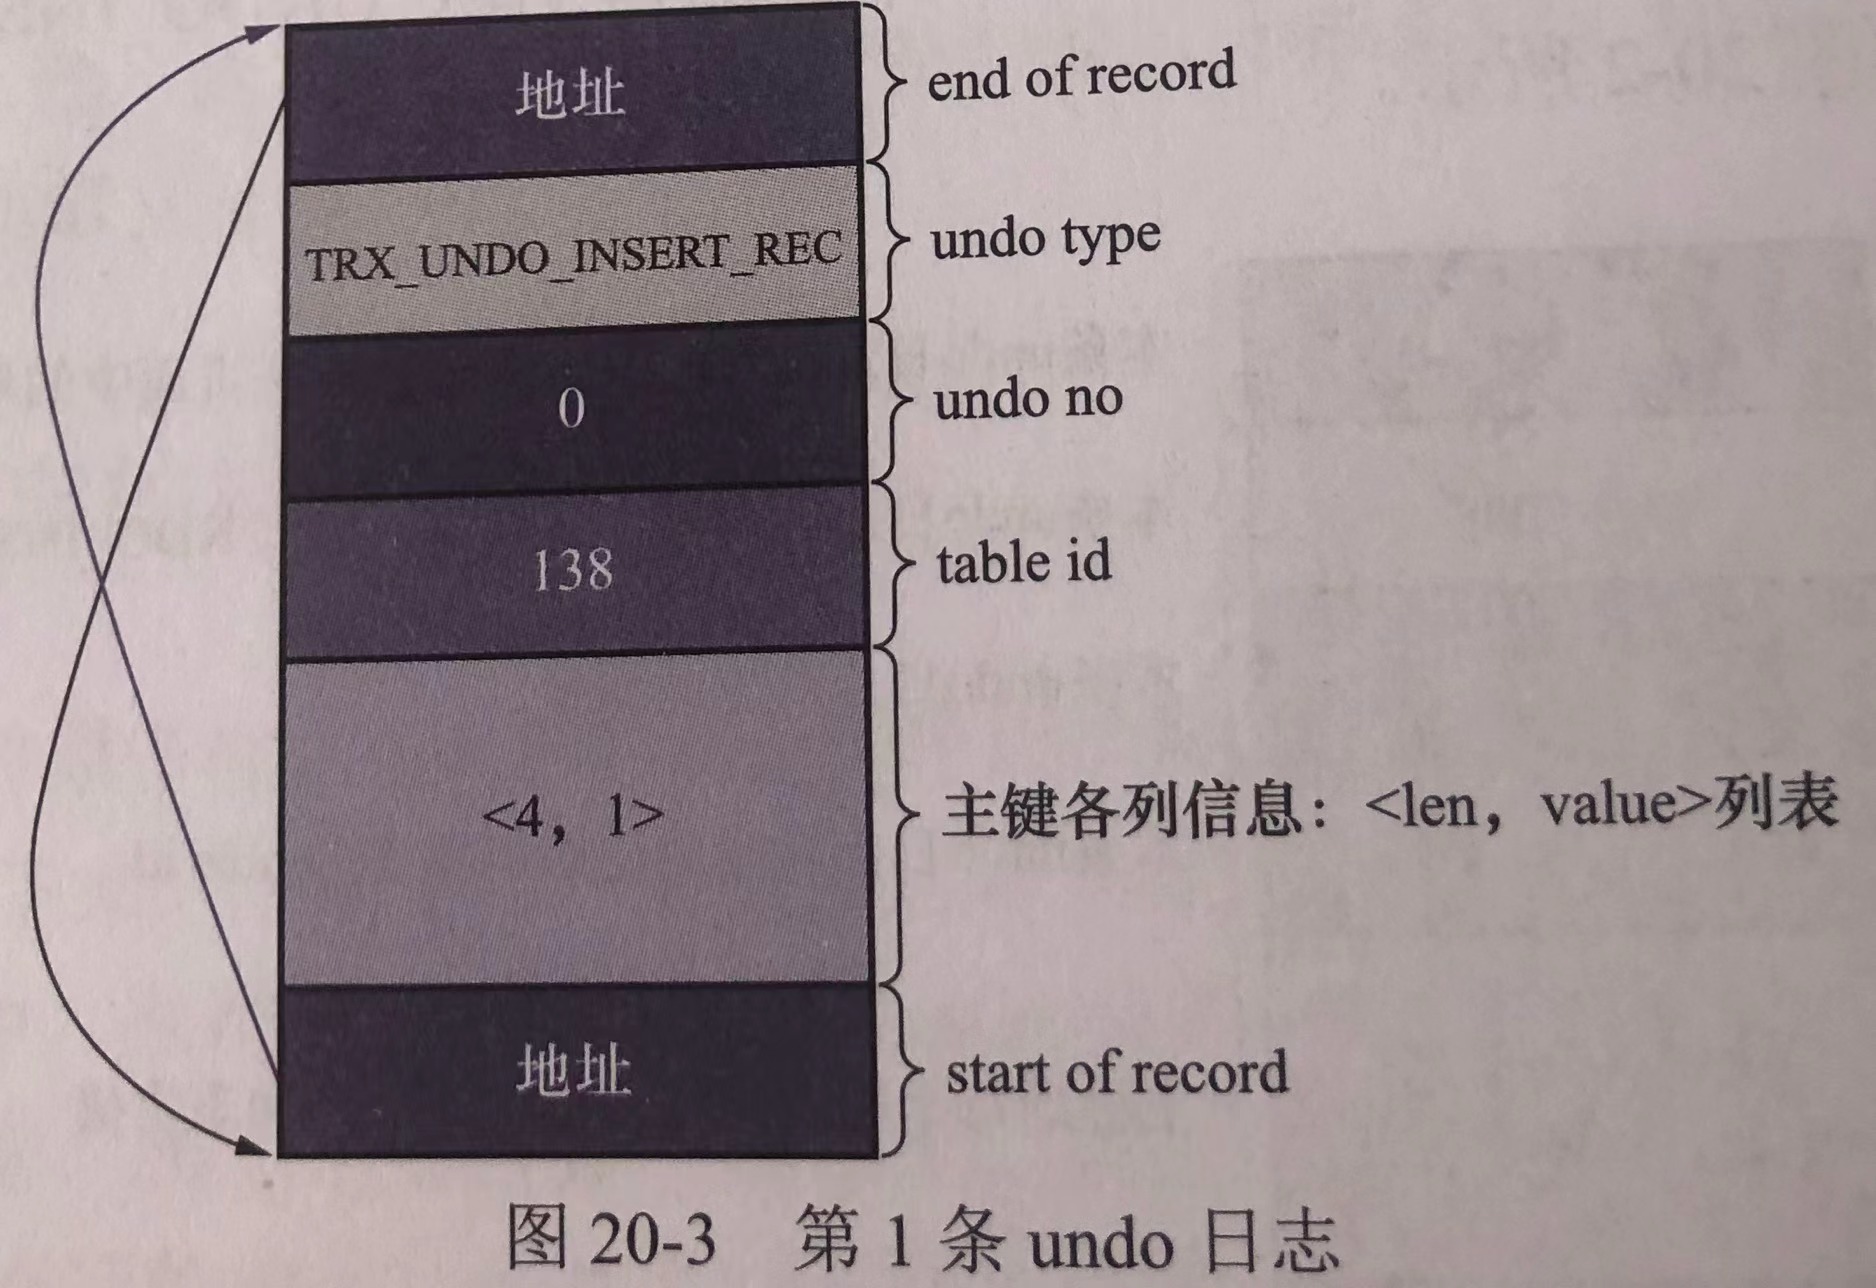 地址
end of record
TRX_UNDO_INSERT_REC
undo type
0
undo no
138
table id
<4，1>
主键各列信息：<len，value>列表
地址
start of record
图 20-3 第 1 条 undo 日志